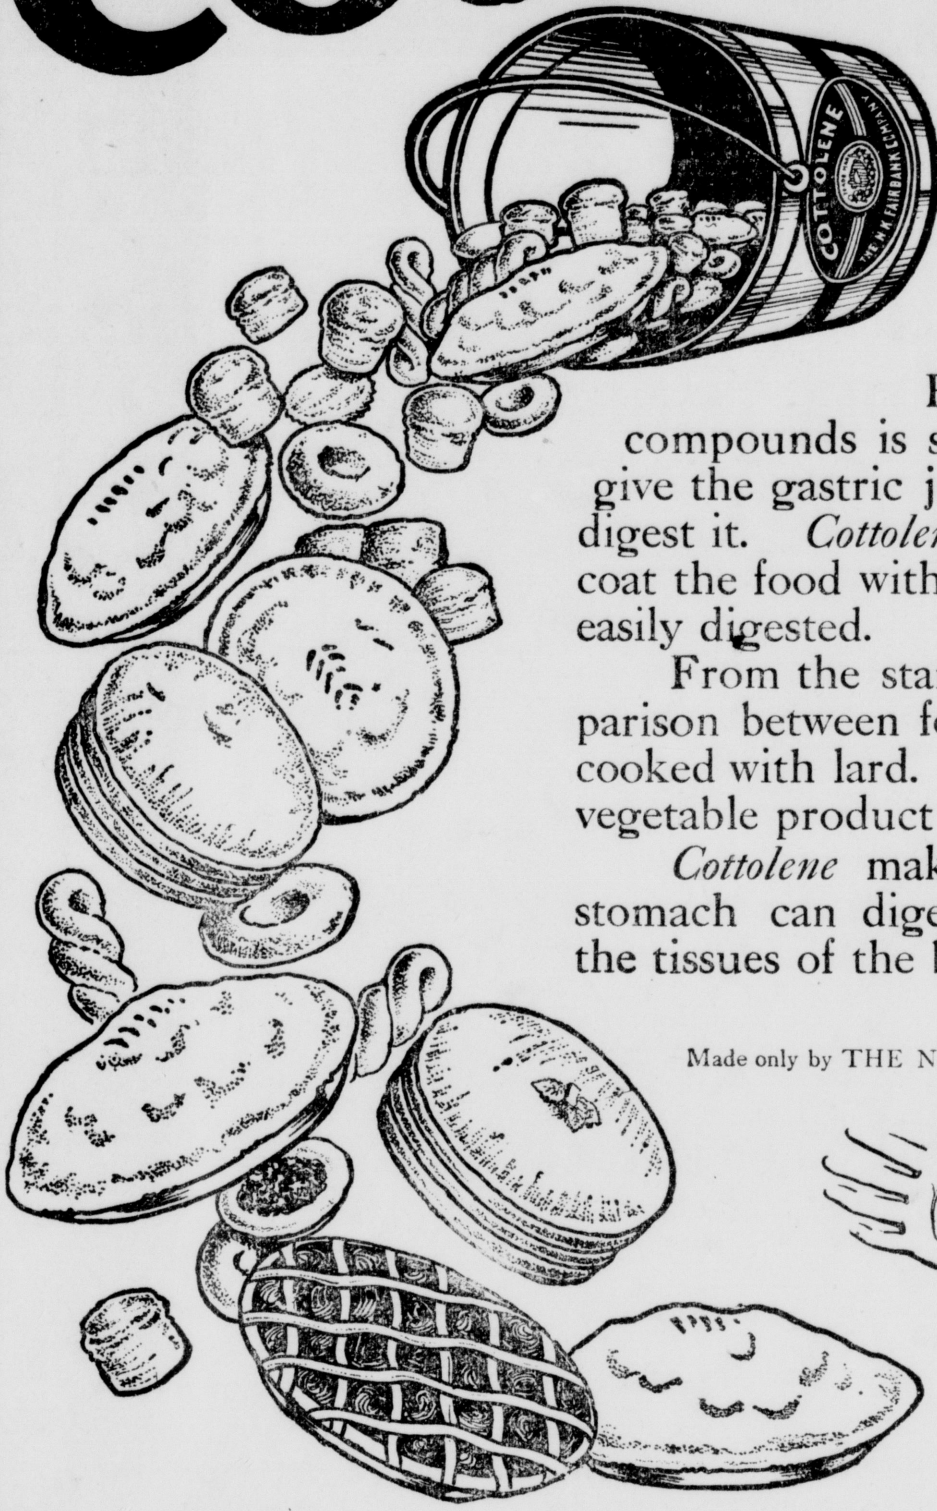 COTTOLENE
THE N.K. FAIRBANK COMPANY
compounds is
give the gastric
digest it. Cottole
coat the food with
easily digested.
From the sta
parison between f
cooked with lard.
vegetable product
Cottolene mak
stomach can dige
the tissues of the
Made only by THE N